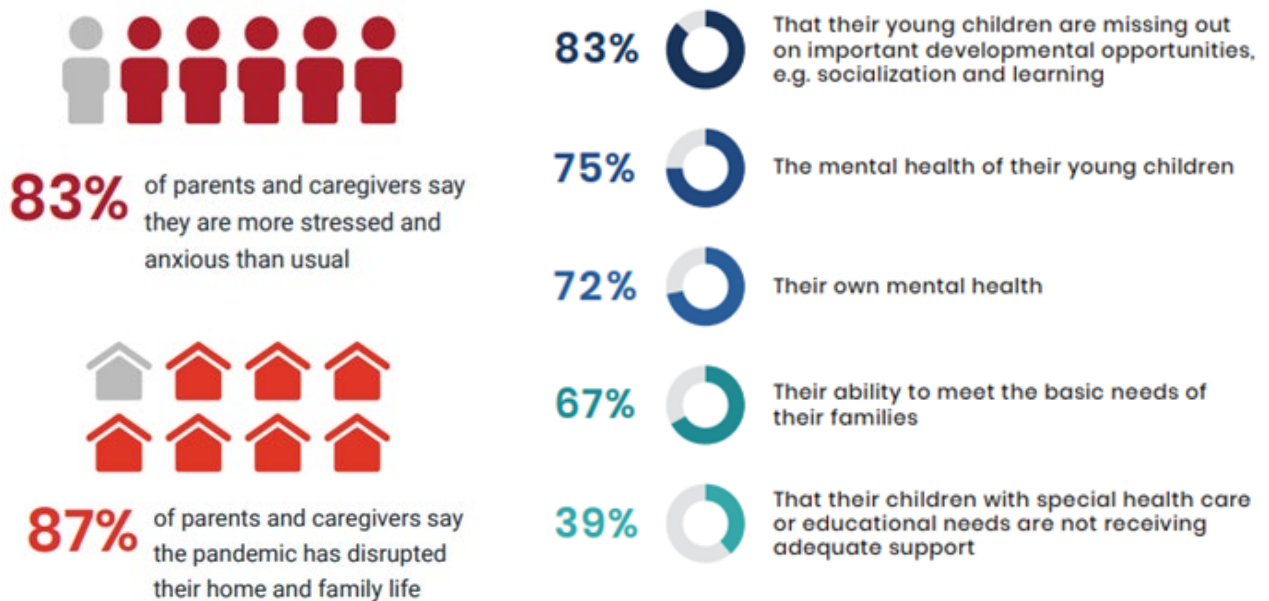 83%
of parents and caregivers say
they are more stressed and
anxious than usual
87%
of parents and caregivers say
the pandemic has disrupted
their home and family life
83%
That their young children are missing out
on important developmental opportunities,
e.g. socialization and learning
75%
The mental health of their young children
72%
Their own mental health
67%
Their ability to meet the basic needs of
their families
39%
That their children with special health care
or educational needs are not receiving
adequate support